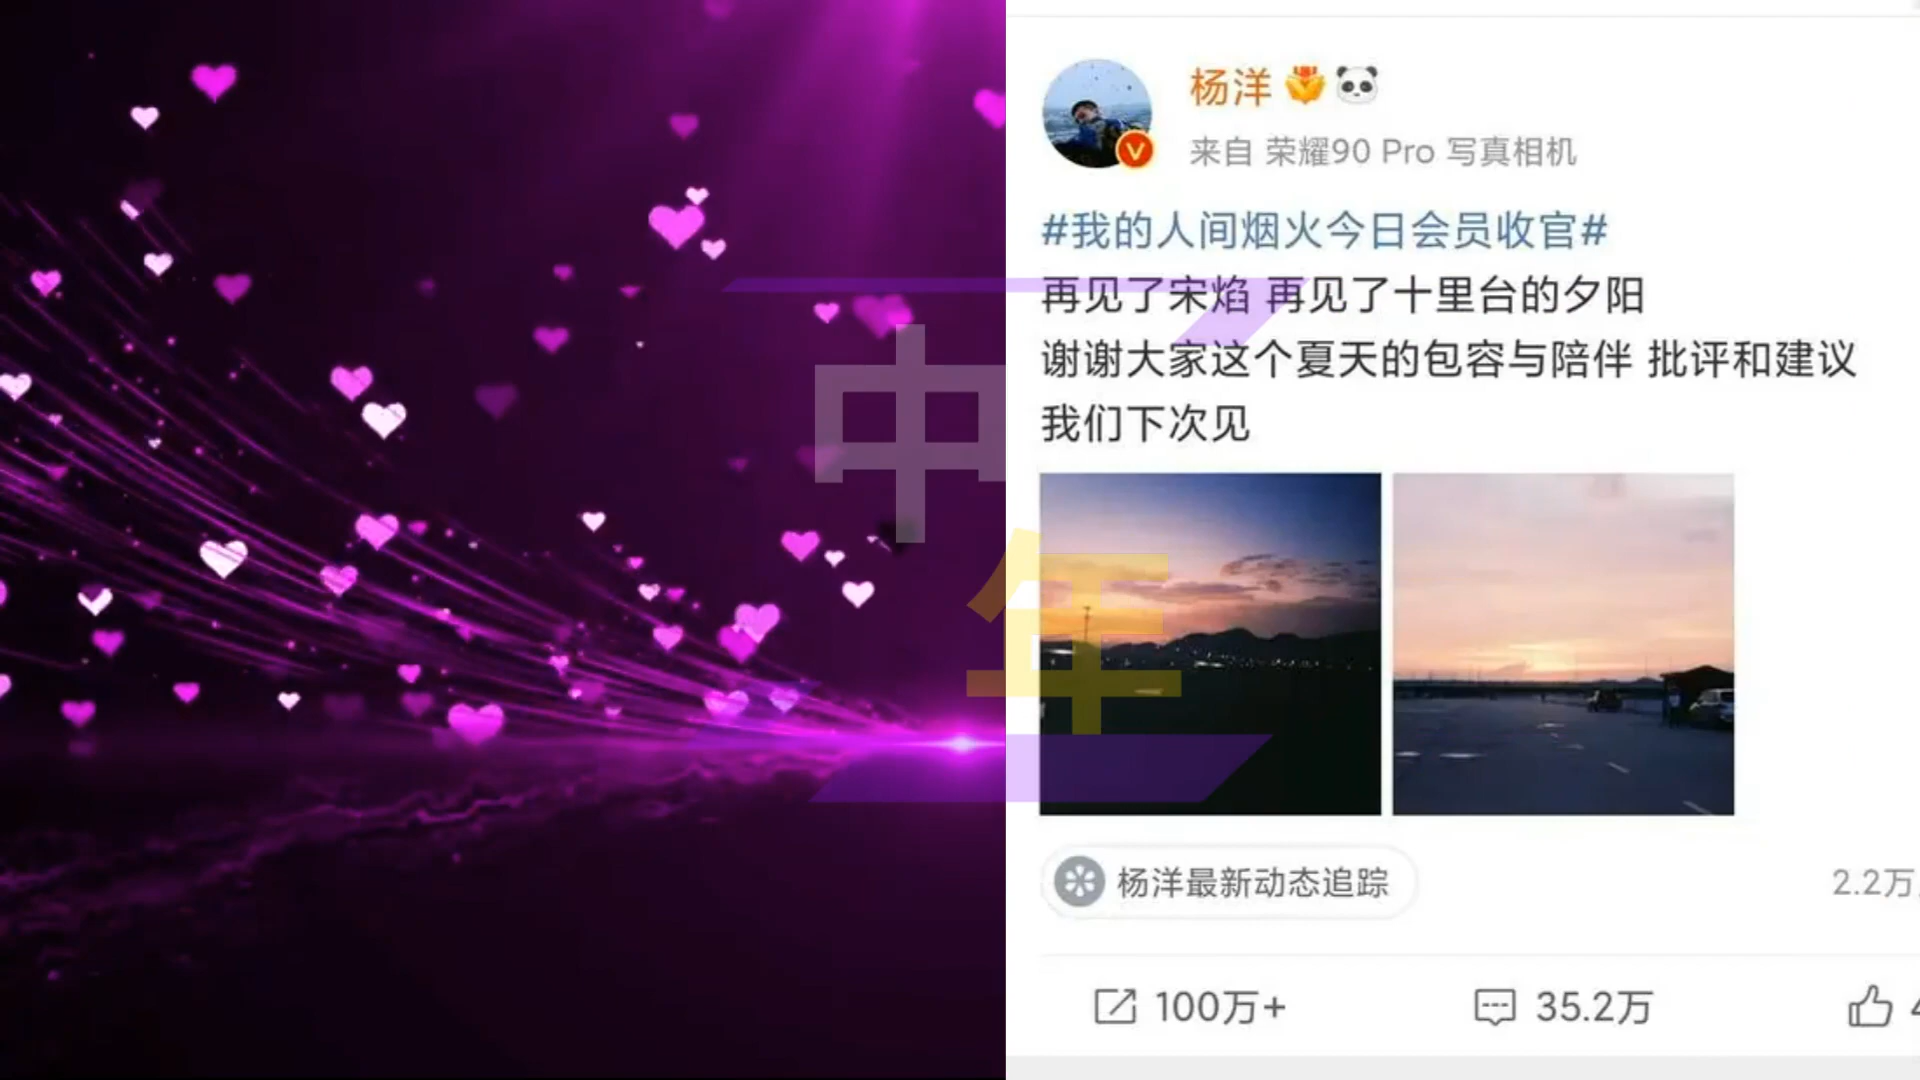 杨洋
来自 荣耀90 Pro 写真相机
#我的人间烟火今日会员收官#
再见了宋焰 再见了十里台的夕阳
谢谢大家这个夏天的包容与陪伴 批评和建议
我们下次见
中
年
杨洋最新动态追踪
2.2万
100万+
35.2万